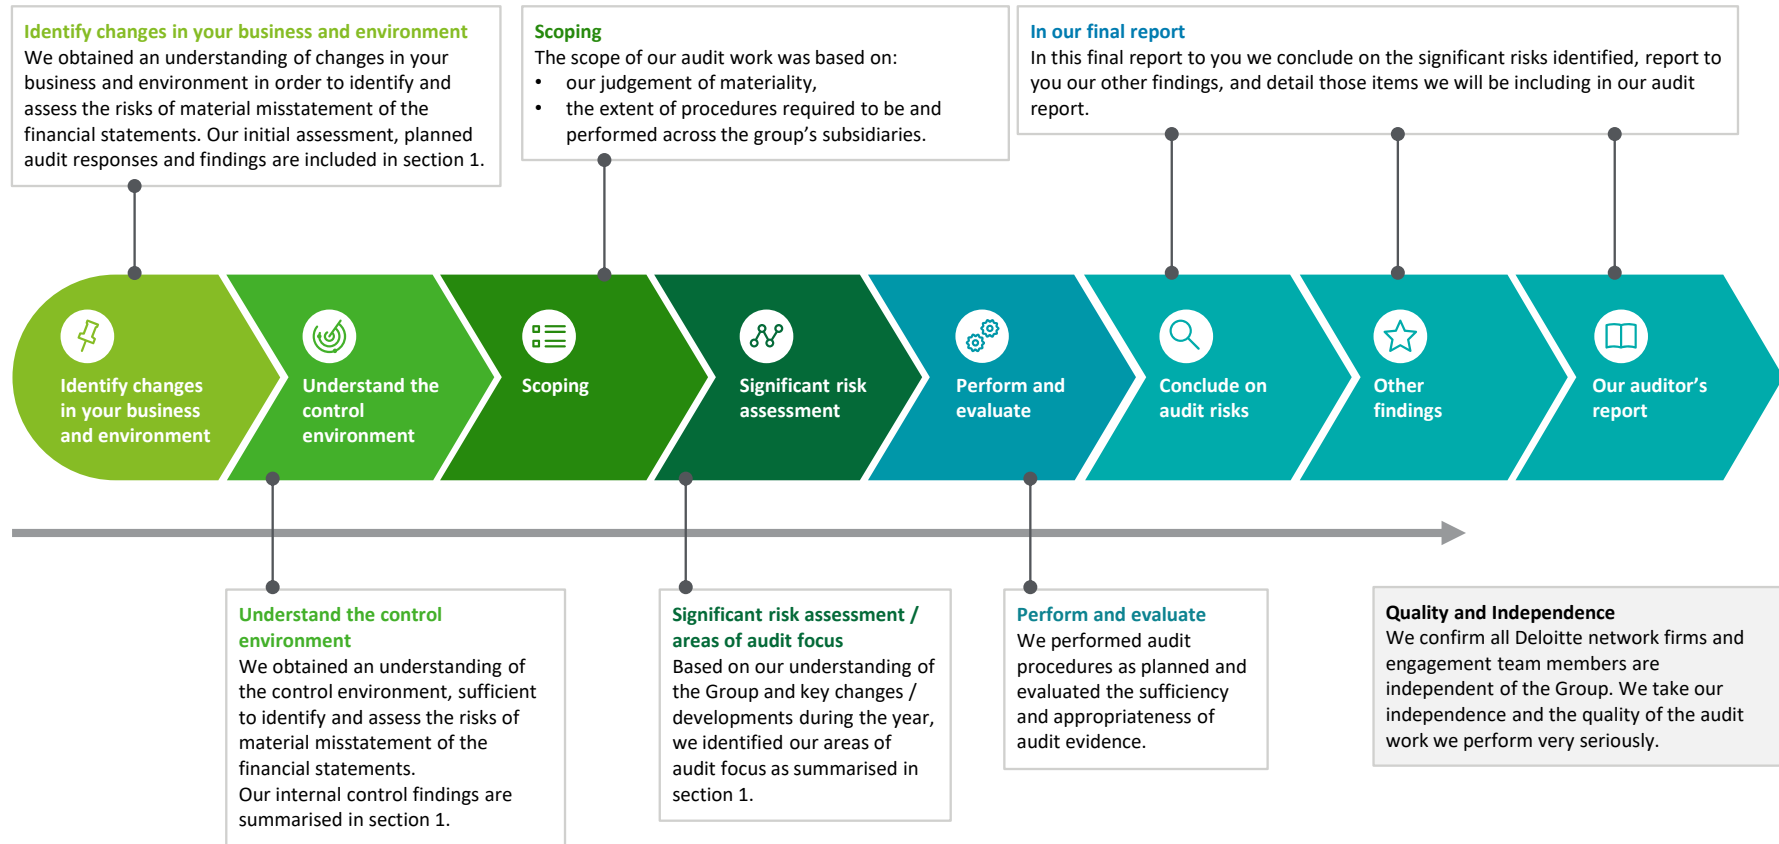 Identify changes in your business and environment
We obtained an understanding of changes in your
business and environment in order to identify and
assess the risks of material misstatement of the
financial statements. Our initial assessment, planned
audit responses and findings are included in section 1.
Scoping
The scope of our audit work was based on:
• our judgement of materiality,
• the extent of procedures required to be and
performed across the group's subsidiaries.
In our final report
In this final report to you we conclude on the significant risks identified, report to
you our other findings, and detail those items we will be including in our audit
report.
Identify changes
in your business
and environment
Understand the
control
environment
Scoping
Significant risk
assessment
Perform and
evaluate
Conclude on
audit risks
Other
findings
Our auditor's
report
Understand the control
environment
We obtained an understanding of
the control environment, sufficient
to identify and assess the risks of
material misstatement of the
financial statements.
Our internal control findings are
summarised in section 1.
Significant risk assessment /
areas of audit focus
Based on our understanding of
the Group and key changes /
developments during the year,
we identified our areas of
audit focus as summarised in
section 1.
Perform and evaluate
We performed audit
procedures as planned and
evaluated the sufficiency
and appropriateness of
audit evidence.
Quality and Independence
We confirm all Deloitte network firms and
engagement team members are
independent of the Group. We take our
independence and the quality of the audit
work we perform very seriously.